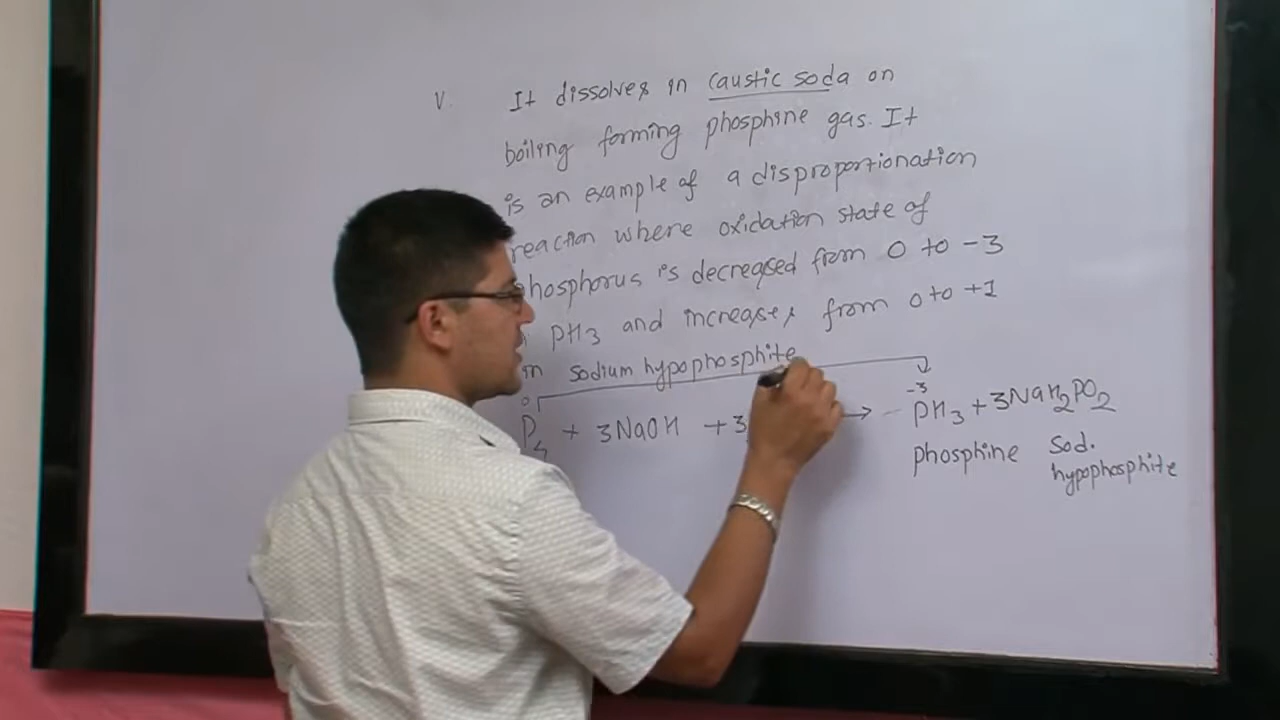 V. It dissolves in caustic soda on
boiling forming phosphine gas. It
is an example of a disproportionation
reaction where oxidation state of
hosphorus is decreased from 0 to -3
PH3 and increases from 0 to +1
in sodium hypophosphite
0 -3
P4 + 3NaOH +3 → PH3 + 3NaH2PO2
phosphine Sod.
hypophosphite